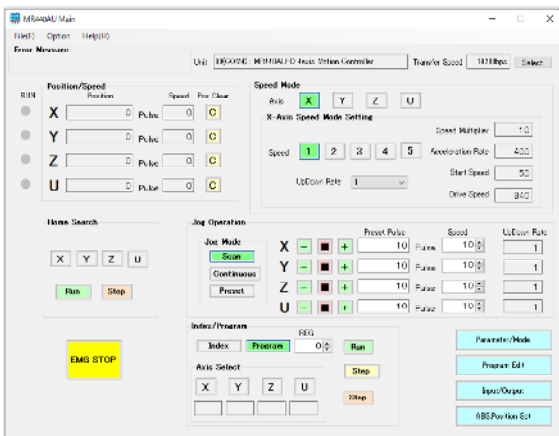 MR440AU Main
File(F) Option Help(H)
Error Message
Unit
MR440AU-D 4axis Motion Controller
Transfer Speed
Select
Position/Speed
RUN Position Speed Pos Clear
X 0 Pulse 0 C
Y 0 Pulse 0 C
Z 0 Pulse 0 C
U 0 Pulse 0 C
Speed Mode
Axis X Y Z U
X-Axis Speed Mode Setting
Speed Multiplier 10
Speed 1 2 3 4 5
Acceleration Rate 400
Start Speed 50
UpDown Rate 1
Drive Speed 840
Home Search
X Y Z U
Run Stop
Jog Operation
Jog Mode
Scan
Continuous
Preset
Preset Pulse Speed UpDown Rate
X - ■ + 10 Pulse 10 1
Y - ■ + 10 Pulse 10 1
Z - ■ + 10 Pulse 10 1
U - ■ + 10 Pulse 10 1
EMG STOP
Index/Program
REG
Index Program 0 Run
Axis Select
X Y Z U
Step
Stop
Parameter/Mode
Program Edit
Input/Output
ABS.Position Set